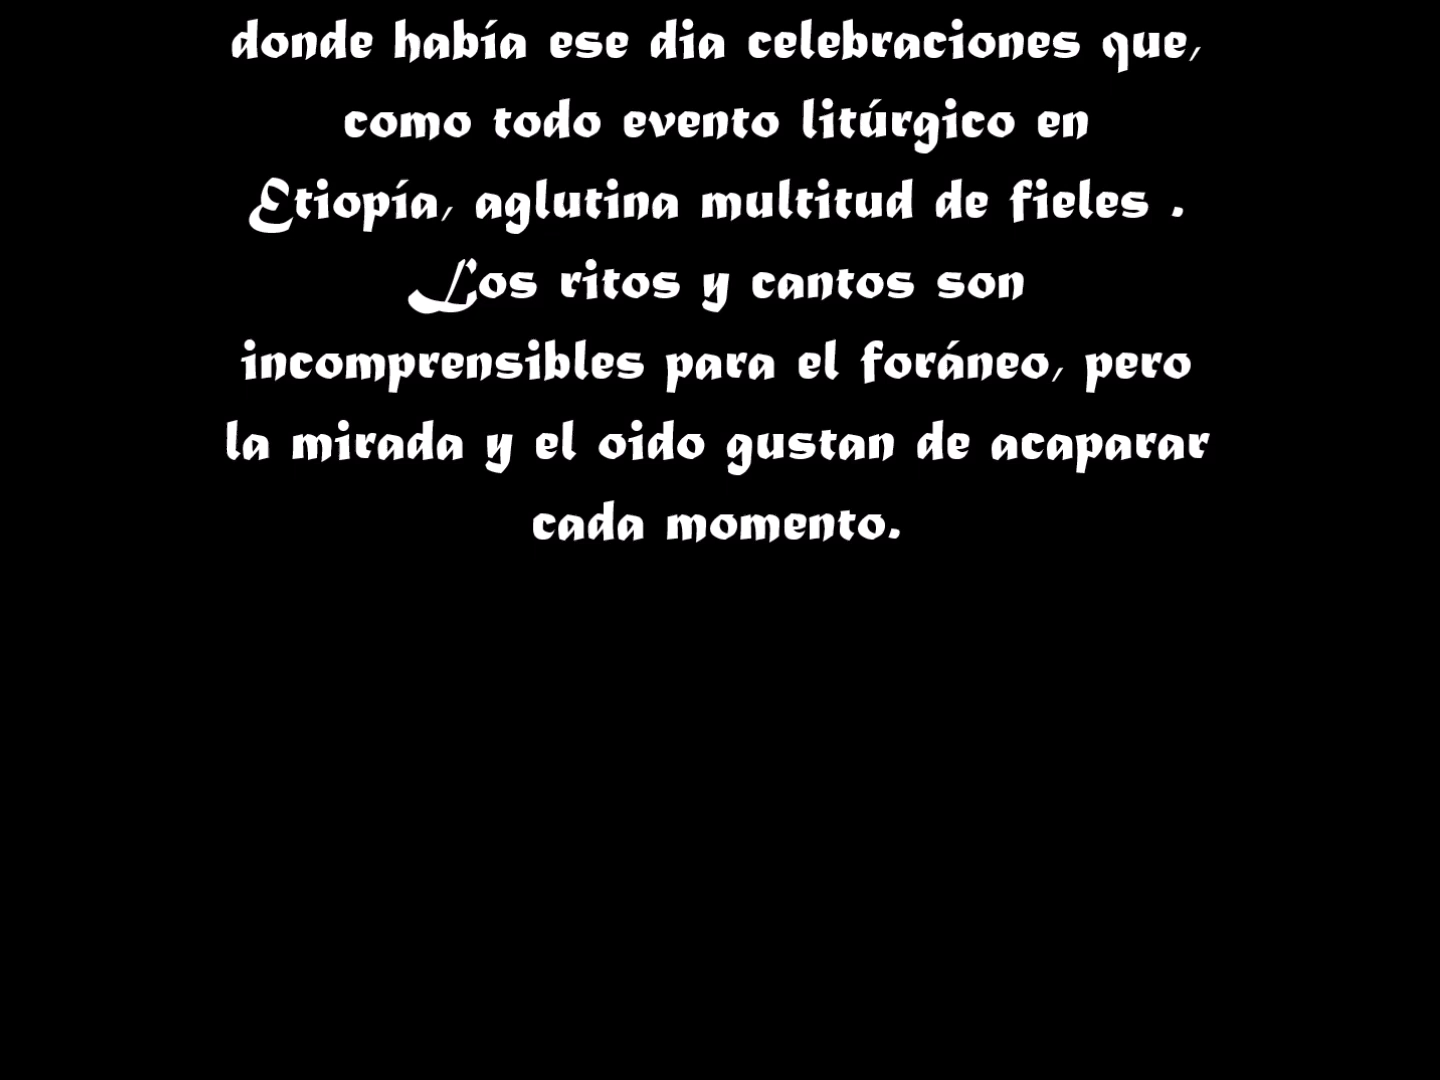 donde había ese dia celebraciones que,
como todo evento litúrgico en
Etiopía, aglutina multitud de fieles .
Los ritos y cantos son
incomprensibles para el foráneo, pero
la mirada y el oido gustan de acaparar
cada momento.